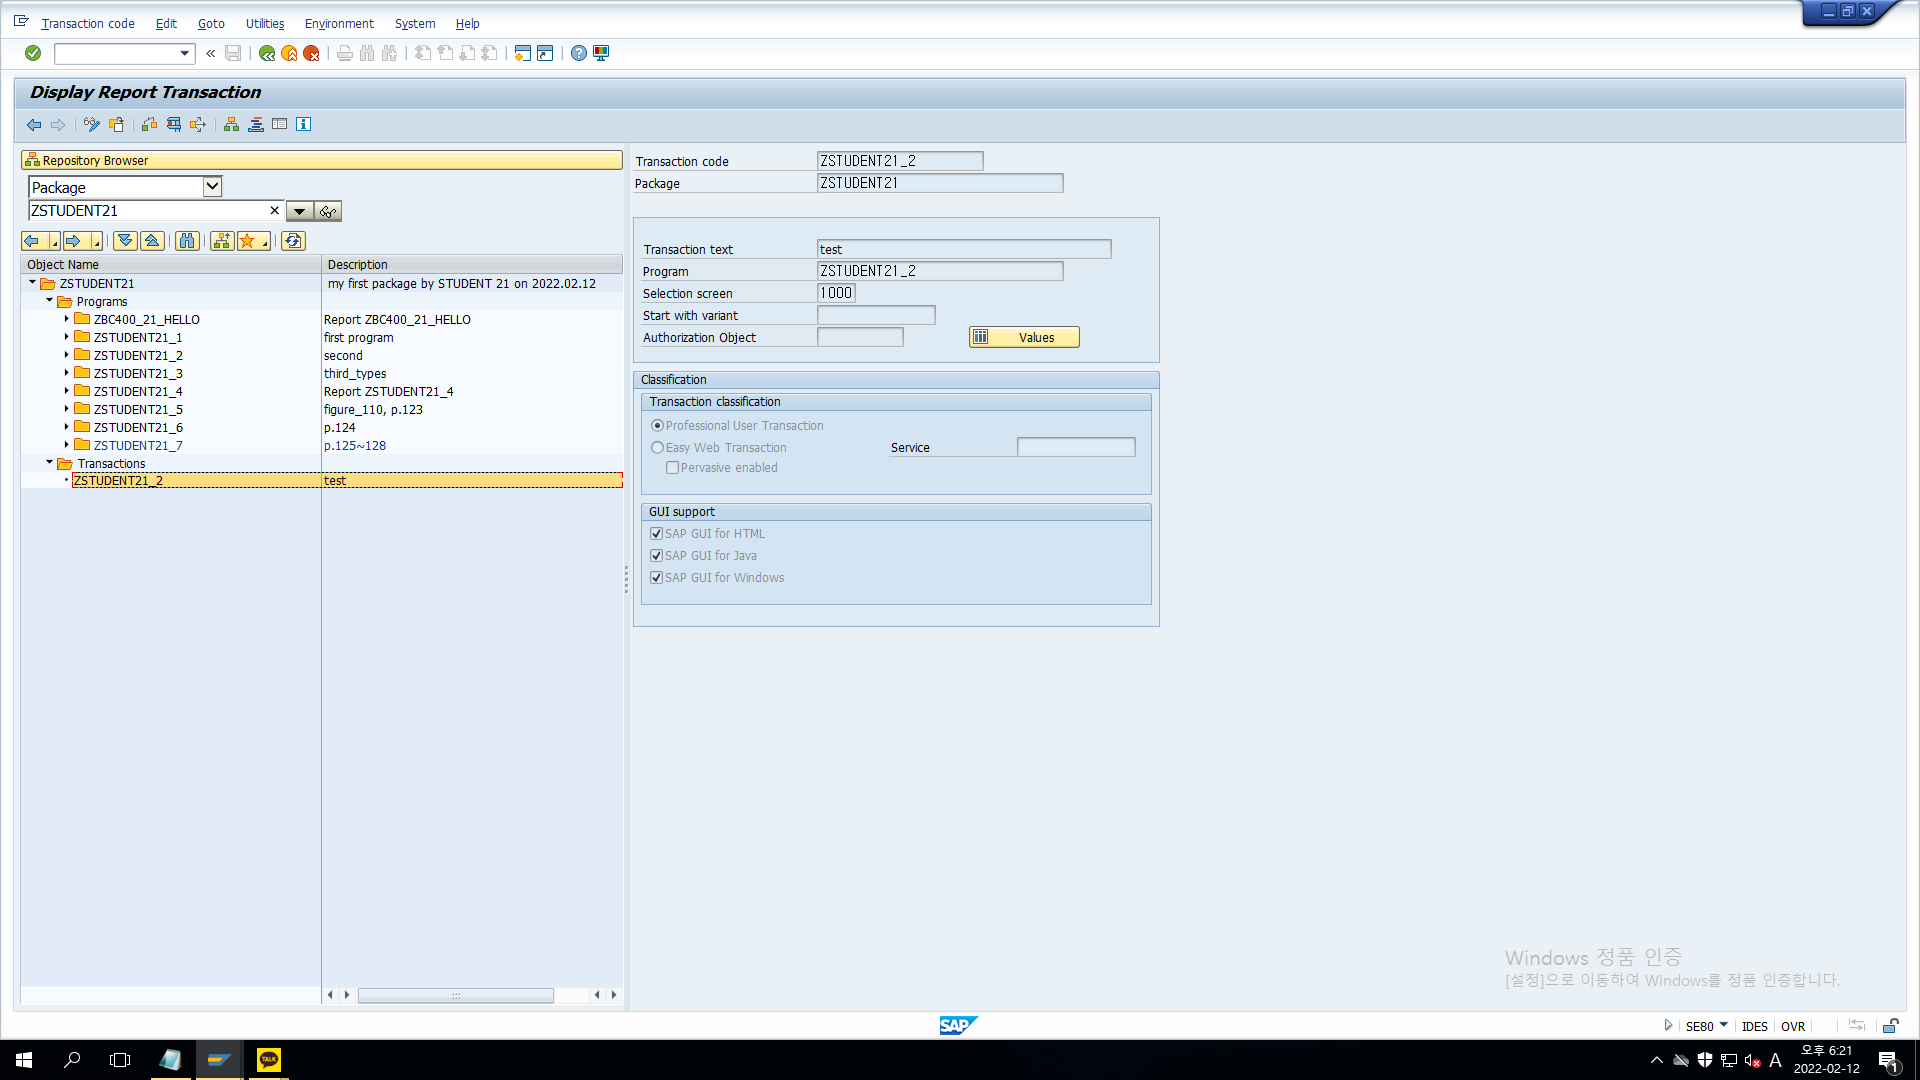 Transaction code Edit Goto Utilities Environment System Help
Display Report Transaction
Repository Browser
Package
ZSTUDENT21
Object Name Description
ZSTUDENT21 my first package by STUDENT 21 on 2022.02.12
Programs
ZBC400_21_HELLO Report ZBC400_21_HELLO
ZSTUDENT21_1 first program
ZSTUDENT21_2 second
ZSTUDENT21_3 third_types
ZSTUDENT21_4 Report ZSTUDENT21_4
ZSTUDENT21_5 figure_110, p.123
ZSTUDENT21_6 p.124
ZSTUDENT21_7 p.125~128
Transactions
ZSTUDENT21_2 test
Transaction code ZSTUDENT21_2
Package ZSTUDENT21
Transaction text test
Program ZSTUDENT21_2
Selection screen 1000
Start with variant
Authorization Object Values
Classification
Transaction classification
Professional User Transaction
Easy Web Transaction Service
Pervasive enabled
GUI support
SAP GUI for HTML
SAP GUI for Java
SAP GUI for Windows
Windows 정품 인증
[설정]으로 이동하여 Windows를 정품 인증합니다.
SAP
SE80 IDES OVR
TALK
A
오후 6:21
2022-02-12
1